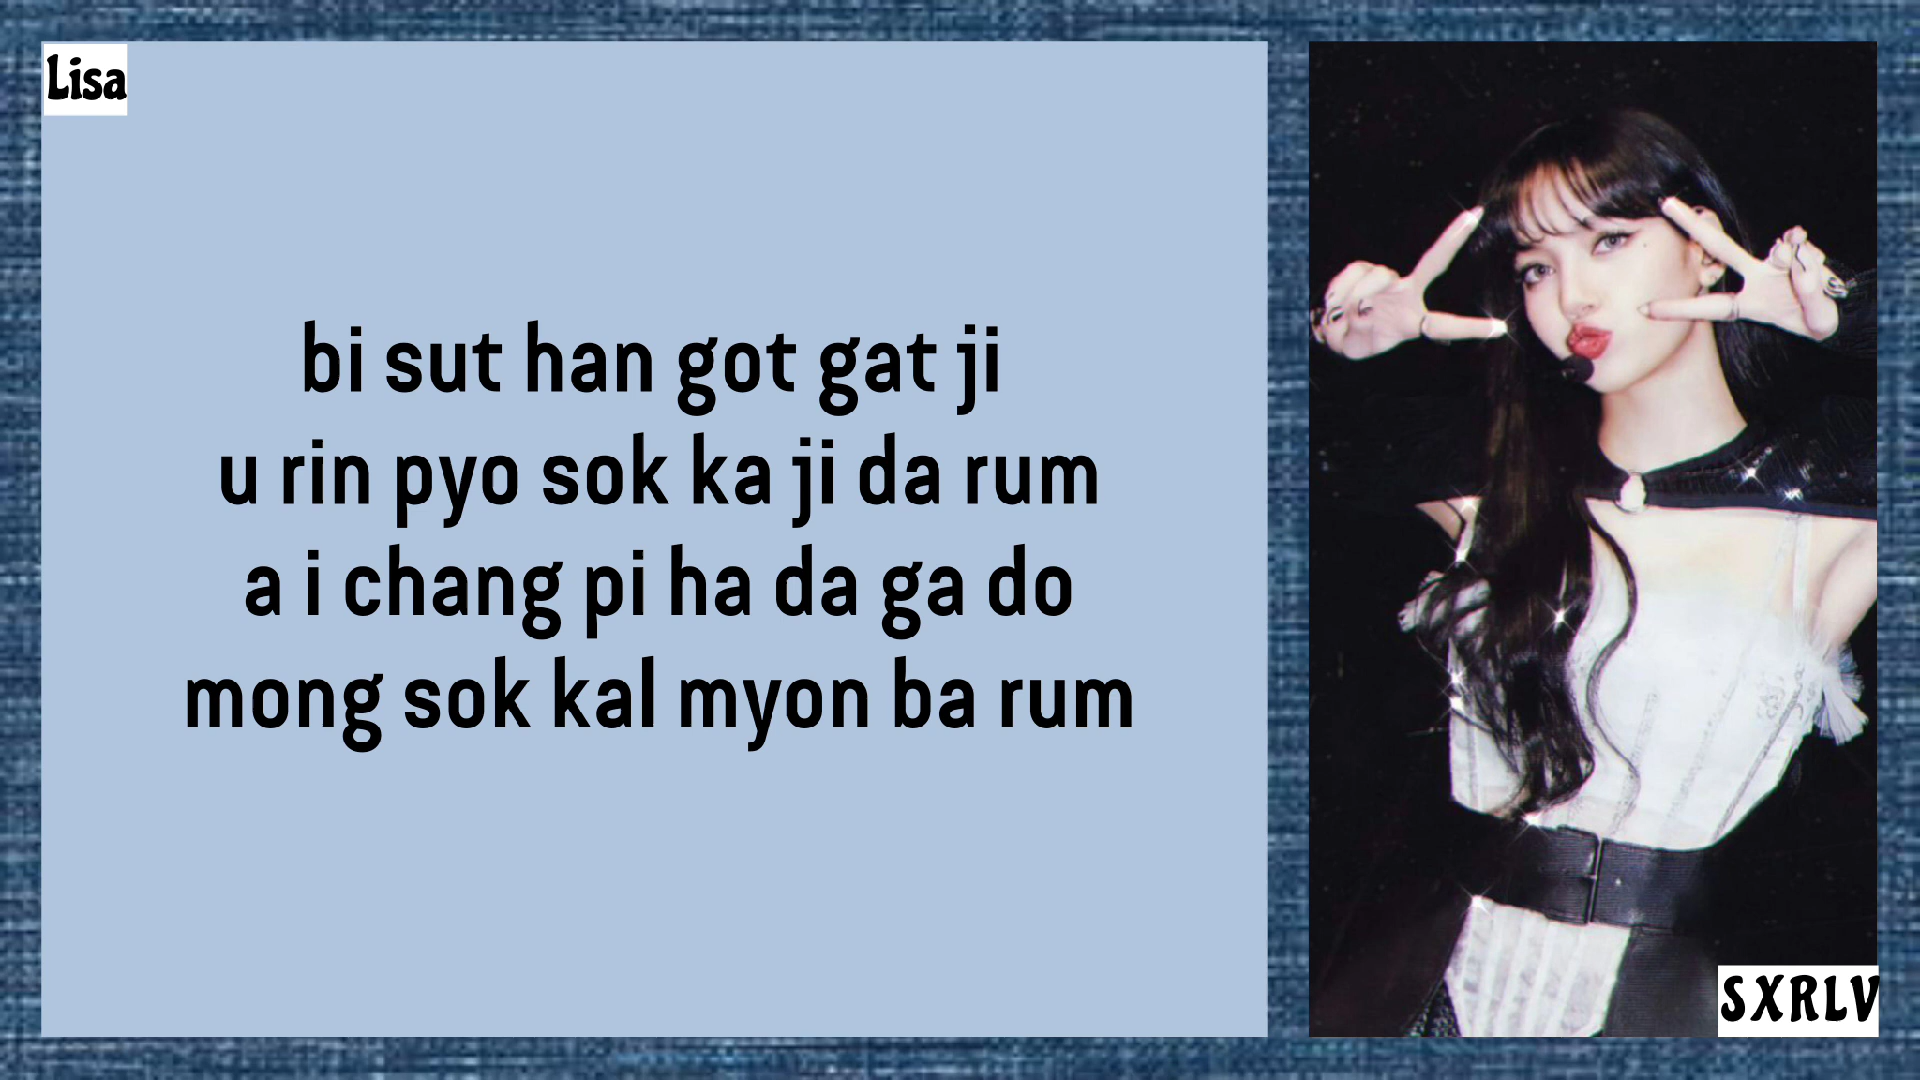 Lisa
bi sut han got gat ji
u rin pyo sok ka ji da rum
a i chang pi ha da ga do
mong sok kal myon ba rum
SXRLV